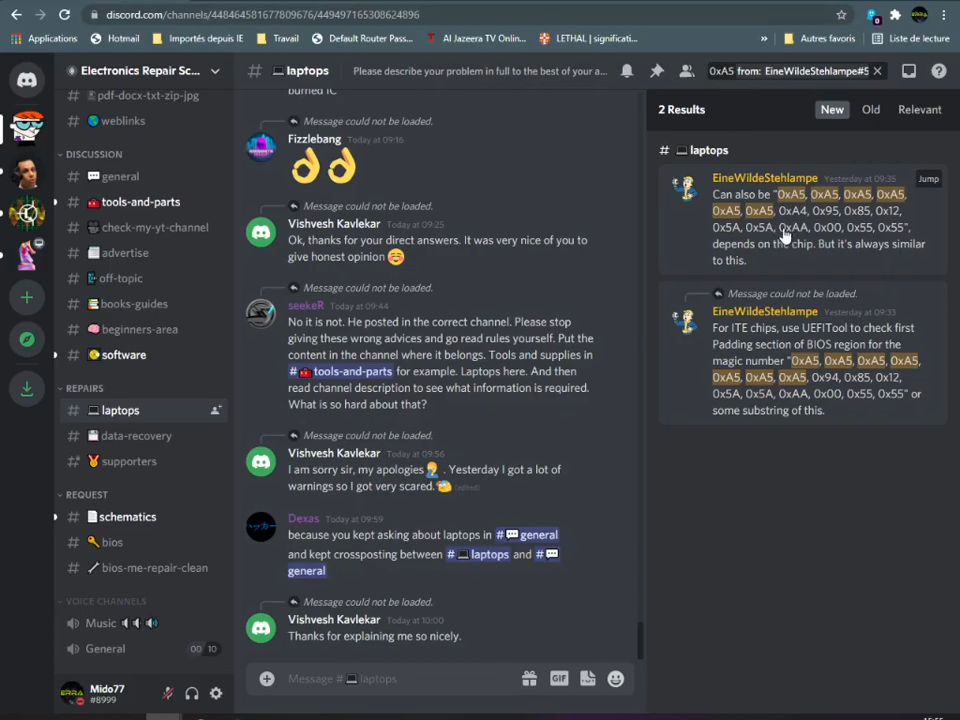 discord.com/channels/448464581677809676/449497165308624896
Applications
Hotmail
Importés depuis IE
Travail
Default Router Pass...
Al Jazeera TV Onlin...
LETHAL | significati...
»
Autres favoris
Liste de lecture
Electronics Repair Sc...
# laptops
Please describe your problem in full to the best of your a...
0xA5 from: EineWildeStehlampe#5
pdf-docx-txt-zip-jpg
weblinks
DISCUSSION
general
tools-and-parts
check-my-yt-channel
advertise
off-topic
books-guides
beginners-area
software
REPAIRS
laptops
data-recovery
supporters
REQUEST
schematics
bios
bios-me-repair-clean
VOICE CHANNELS
Music
General
00 10
Mido77
#8999
burned IC
Message could not be loaded.
Fizzlebang Today at 09:16
👌👌
Message could not be loaded.
Vishvesh Kavlekar Today at 09:25
Ok, thanks for your direct answers. It was very nice of you to
give honest opinion 😊
Message could not be loaded.
seekeR Today at 09:44
No it is not. He posted in the correct channel. Please stop
giving these wrong advices and go read rules yourself. Put the
content in the channel where it belongs. Tools and supplies in
# tools-and-parts for example. Laptops here. And then
read channel description to see what information is required.
What is so hard about that?
Message could not be loaded.
Vishvesh Kavlekar Today at 09:56
I am sorry sir, my apologies . Yesterday I got a lot of
warnings so I got very scared. (edited)
Dexas Today at 09:59
because you kept asking about laptops in # general
and kept crossposting between # laptops and #
general
Message could not be loaded.
Vishvesh Kavlekar Today at 10:00
Thanks for explaining me so nicely.
Message # laptops
GIF
2 Results
New
Old
Relevant
# laptops
EineWildeStehlampe Yesterday at 09:35
Jump
Can also be "0xA5, 0xA5, 0xA5, 0xA5,
0xA5, 0xA5, 0xA4, 0x95, 0x85, 0x12,
0x5A, 0x5A, 0xAA, 0x00, 0x55, 0x55",
depends on the chip. But it's always similar
to this.
Message could not be loaded.
EineWildeStehlampe Yesterday at 09:33
For ITE chips, use UEFITool to check first
Padding section of BIOS region for the
magic number "0xA5, 0xA5, 0xA5, 0xA5,
0xA5, 0xA5, 0xA5, 0x94, 0x85, 0x12,
0x5A, 0x5A, 0xAA, 0x00, 0x55, 0x55" or
some substring of this.